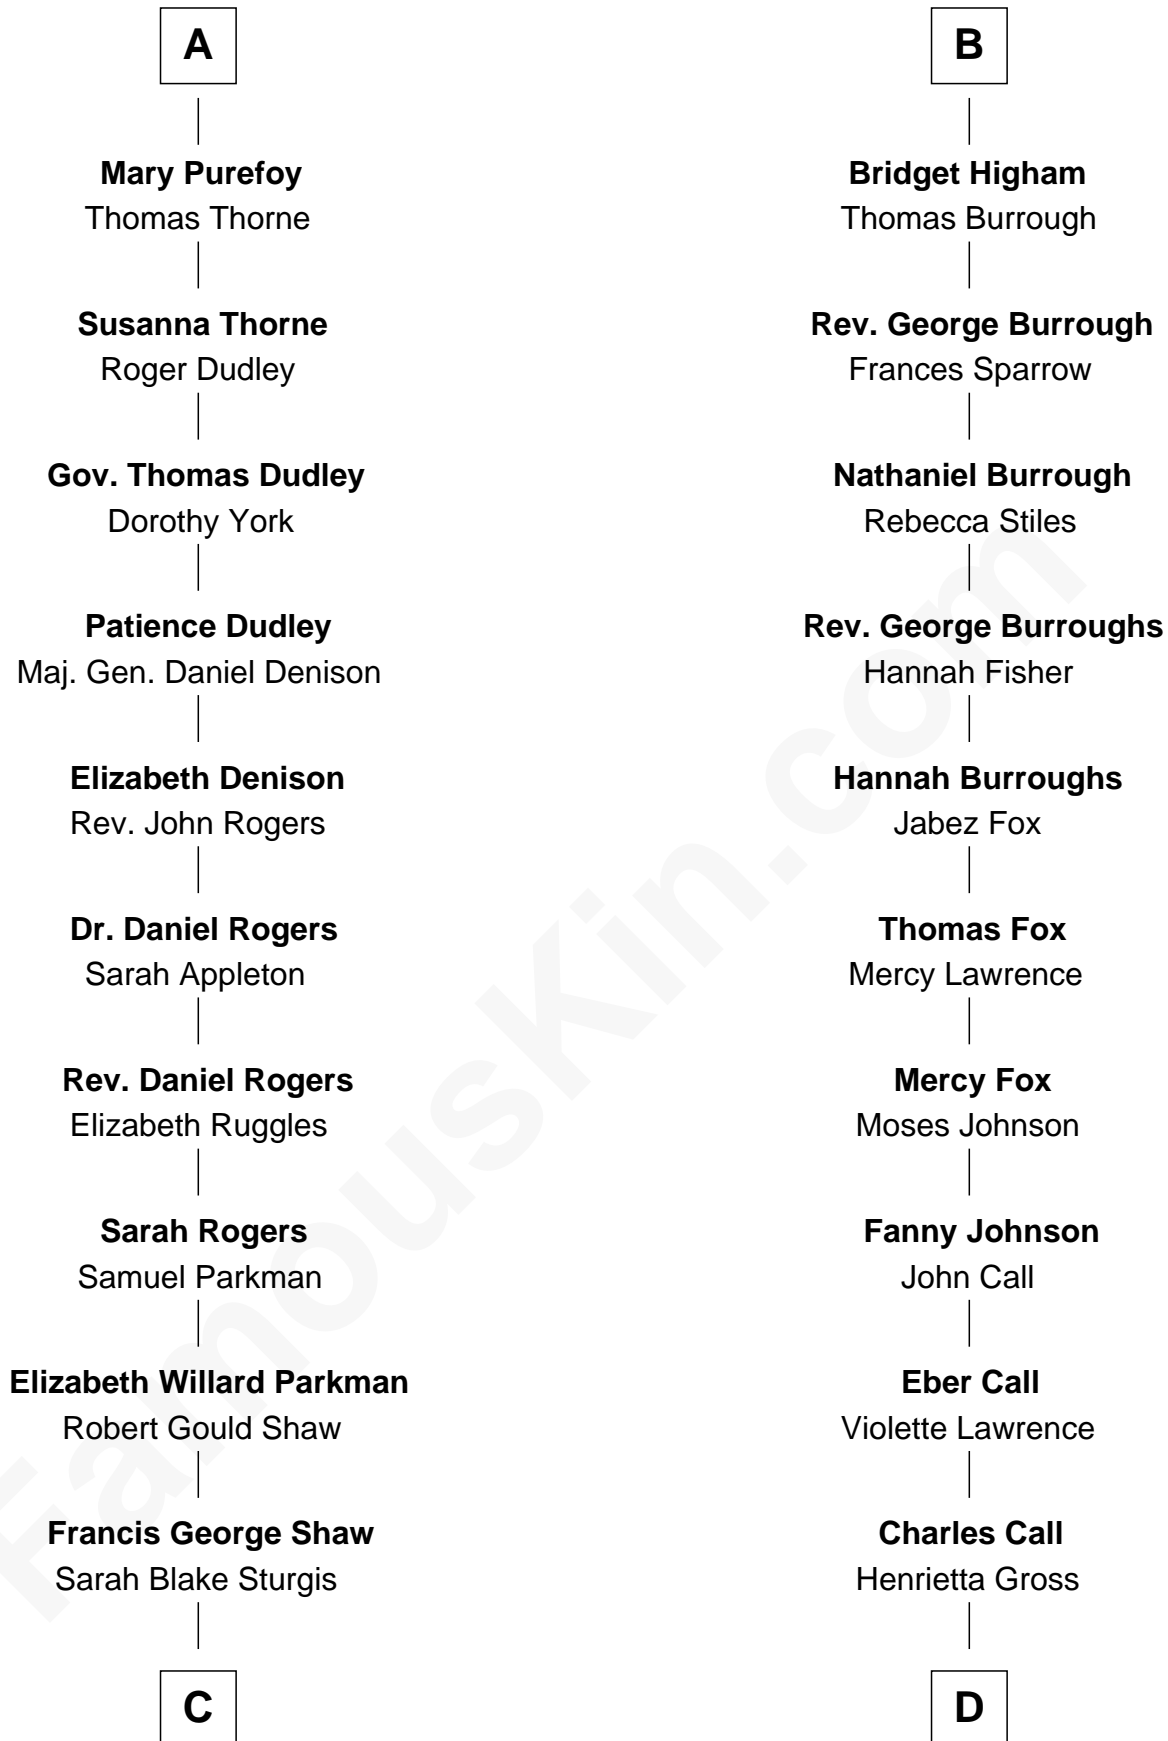 A
Mary Purefoy
Thomas Thorne
Susanna Thorne
Roger Dudley
Gov. Thomas Dudley
Dorothy York
Patience Dudley
Maj. Gen. Daniel Denison
Elizabeth Denison
Rev. John Rogers
Dr. Daniel Rogers
Sarah Appleton
Rev. Daniel Rogers
Elizabeth Ruggles
Sarah Rogers
Samuel Parkman
Elizabeth Willard Parkman
Robert Gould Shaw
Francis George Shaw
Sarah Blake Sturgis
C
B
Bridget Higham
Thomas Burrough
Rev. George Burrough
Frances Sparrow
Nathaniel Burrough
Rebecca Stiles
Rev. George Burroughs
Hannah Fisher
Hannah Burroughs
Jabez Fox
Thomas Fox
Mercy Lawrence
Mercy Fox
Moses Johnson
Fanny Johnson
John Call
Eber Call
Violette Lawrence
Charles Call
Henrietta Gross
D
FamousKin.com